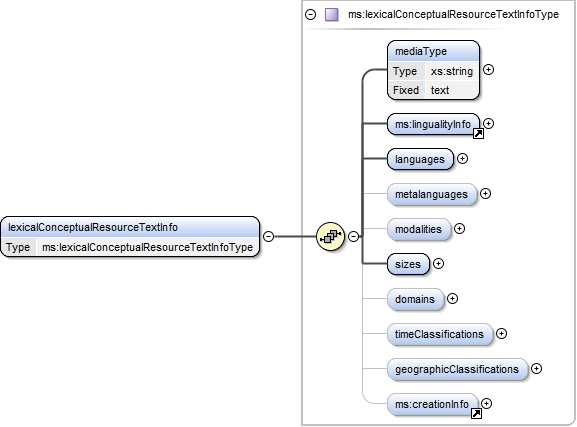 ms:lexicalConceptualResourceTextInfoType
mediaType
Type xs:string
Fixed text
ms:lingualityInfo
languages
metalanguages
modalities
lexicalConceptualResourceTextInfo
Type ms:lexicalConceptualResourceTextInfoType
sizes
domains
timeClassifications
geographicClassifications
ms:creationInfo